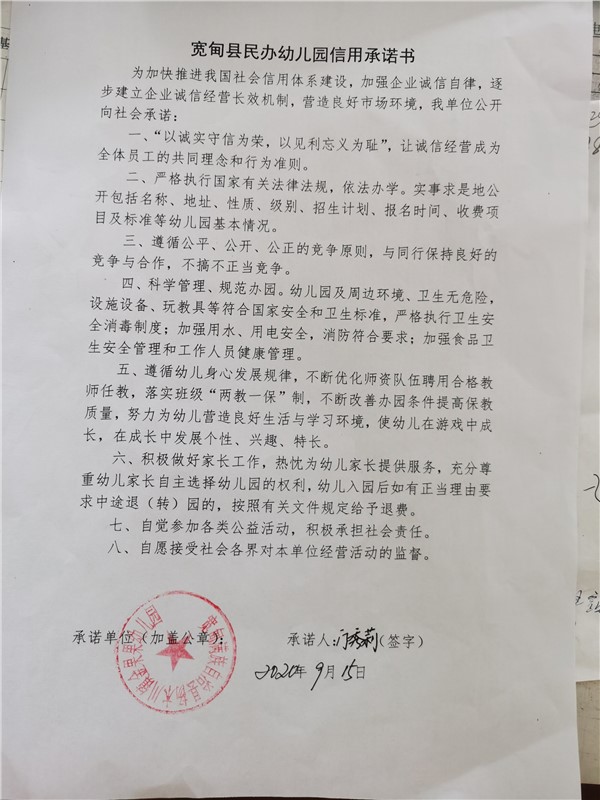 宽甸县民办幼儿园信用承诺书
为加快推进我国社会信用体系建设，加强企业诚信自律，逐
步建立企业诚信经营长效机制，营造良好市场环境，我单位公开
向社会承诺：
一、“以诚实守信为荣，以见利忘义为耻”，让诚信经营成为
全体员工的共同理念和行为准则。
二、严格执行国家有关法律法规，依法办学。实事求是地公
开包括名称、地址、性质、级别、招生计划、报名时间、收费项
目及标准等幼儿园基本情况。
三、遵循公平、公开、公正的竞争原则，与同行保持良好的
竞争与合作，不搞不正当竞争。
四、科学管理、规范办园。幼儿园及周边环境、卫生无危险，
设施设备、玩教具等符合国家安全和卫生标准，严格执行卫生安
全消毒制度；加强用水、用电安全，消防符合要求；加强食品卫
生安全管理和工作人员健康管理。
五、遵循幼儿身心发展规律，不断优化师资队伍聘用合格教
师任教，落实班级“两教一保”制，不断改善办园条件提高保教
质量，努力为幼儿营造良好生活与学习环境，使幼儿在游戏中成
长，在成长中发展个性、兴趣、特长。
六、积极做好家长工作，热忱为幼儿家长提供服务，充分尊
重幼儿家长自主选择幼儿园的权利，幼儿入园后如有正当理由要
求中途退（转）园的，按照有关文件规定给予退费。
七、自觉参加各类公益活动，积极承担社会责任。
八、自愿接受社会各界对本单位经营活动的监督。
宽甸满族自治县杨木川镇金果果幼儿园
承诺单位（加盖公章）：
承诺人：（签字）
2020年9月15日